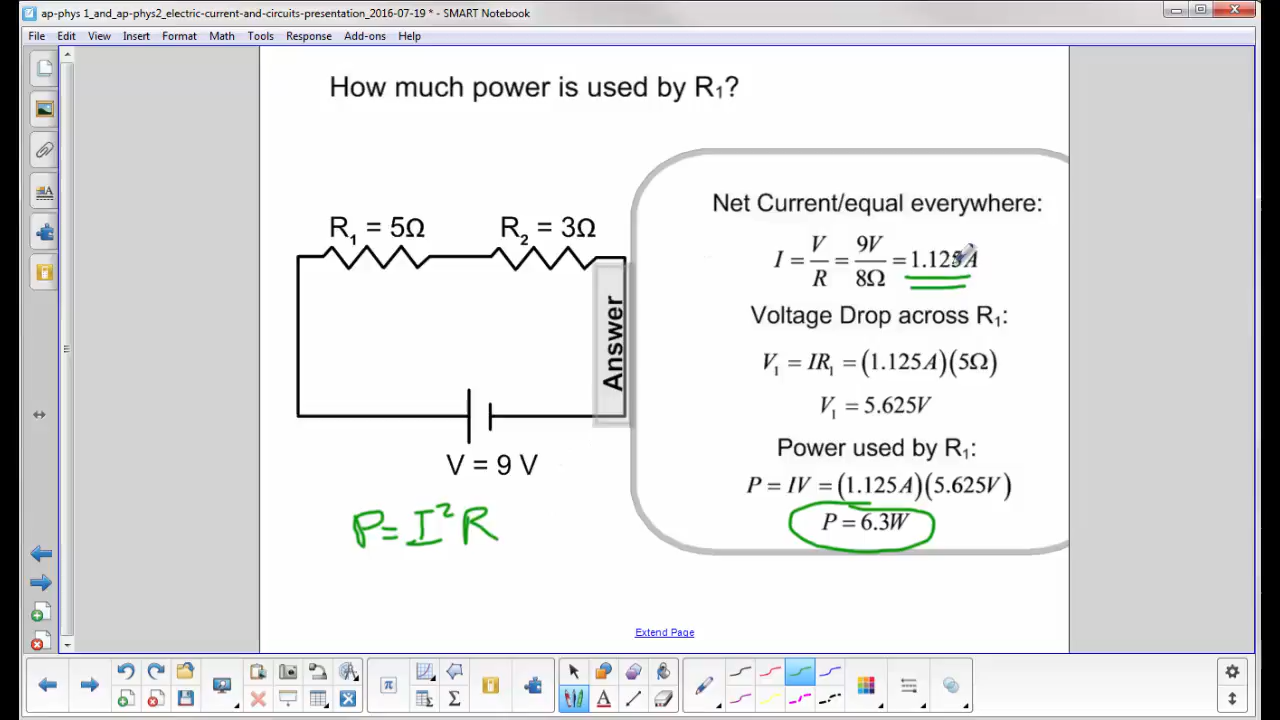 ap-phys 1_and_ap-phys2_electric-current-and-circuits-presentation_2016-07-19 * - SMART Notebook
File Edit View Insert Format Math Tools Response Add-ons Help
How much power is used by R₁?
R₁ = 5Ω R₂ = 3Ω
V = 9 V
P = I² R
Answer
Net Current/equal everywhere:
I = V/R = 9V/8Ω = 1.125A
Voltage Drop across R₁:
V₁ = IR₁ = (1.125A)(5Ω)
V₁ = 5.625V
Power used by R₁:
P = IV = (1.125A)(5.625V)
P = 6.3W
Extend Page